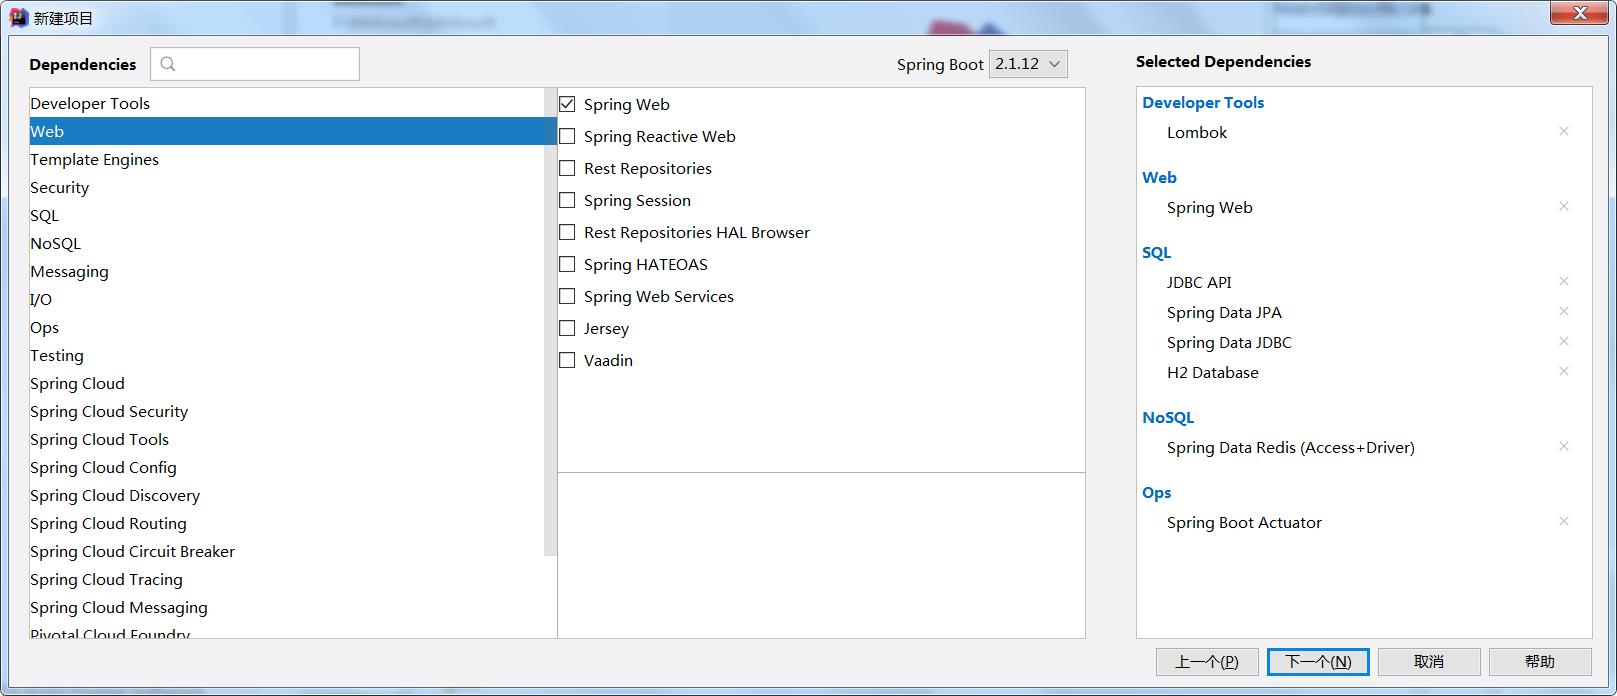 新建项目
Dependencies
Spring Boot 2.1.12
Developer Tools
Web
Template Engines
Security
SQL
NoSQL
Messaging
I/O
Ops
Testing
Spring Cloud
Spring Cloud Security
Spring Cloud Tools
Spring Cloud Config
Spring Cloud Discovery
Spring Cloud Routing
Spring Cloud Circuit Breaker
Spring Cloud Tracing
Spring Cloud Messaging
Pivotal Cloud Foundry
Spring Web
Spring Reactive Web
Rest Repositories
Spring Session
Rest Repositories HAL Browser
Spring HATEOAS
Spring Web Services
Jersey
Vaadin
Selected Dependencies
Developer Tools
Lombok
Web
Spring Web
SQL
JDBC API
Spring Data JPA
Spring Data JDBC
H2 Database
NoSQL
Spring Data Redis (Access+Driver)
Ops
Spring Boot Actuator
上一个(P) 下一个(N) 取消 帮助